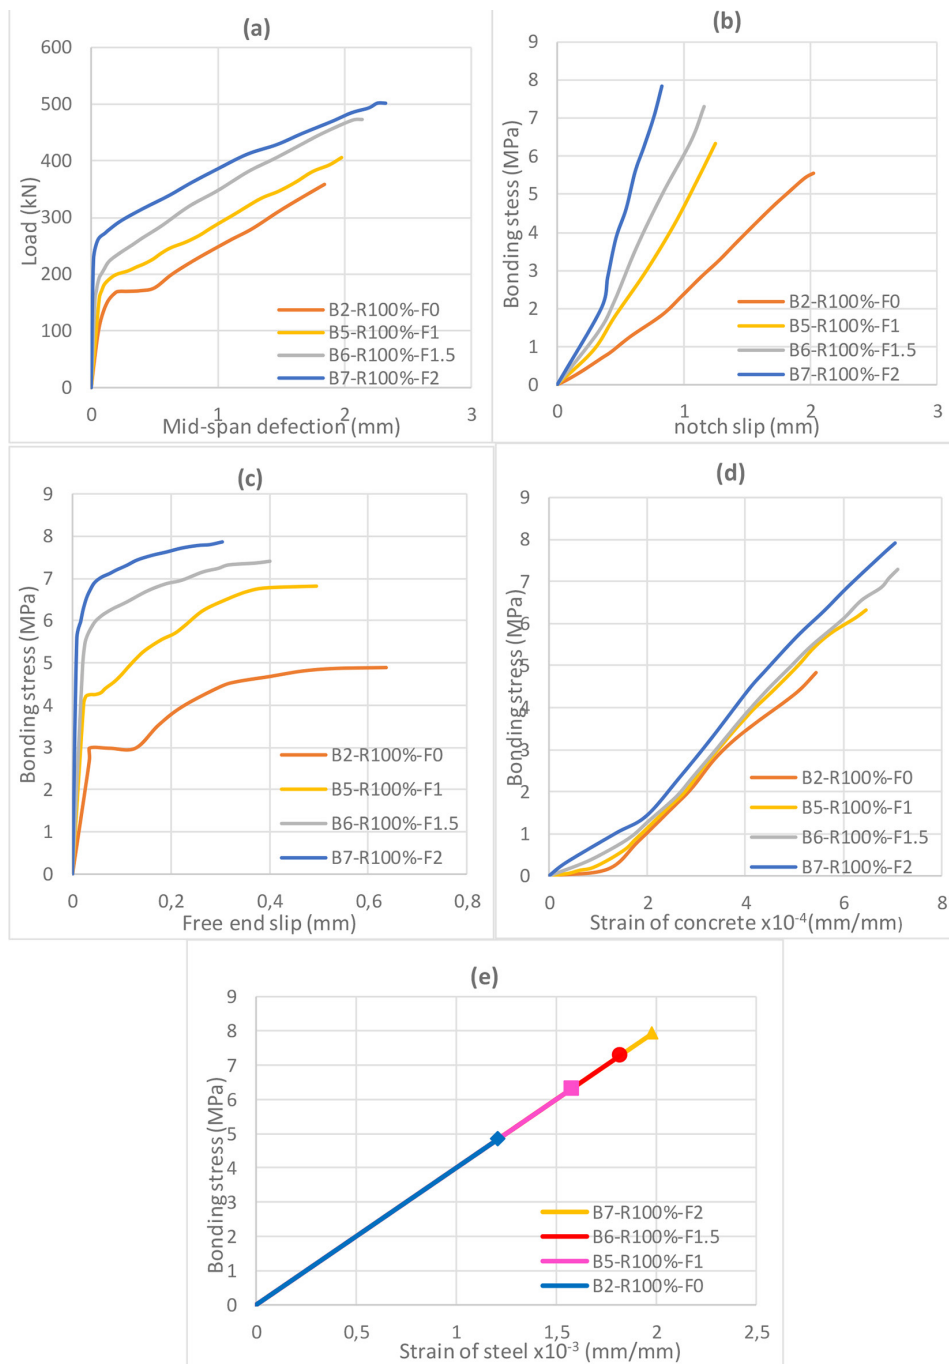 (a)
600
500
400
300
200
100
0
Load (kN)
B2-R100%-F0
B5-R100%-F1
B6-R100%-F1.5
B7-R100%-F2
0 1 2 3
Mid-span defection (mm)
(b)
9
8
7
6
5
4
3
2
1
0
Bonding stess (MPa)
B2-R100%-F0
B5-R100%-F1
B6-R100%-F1.5
B7-R100%-F2
0 1 2 3
notch slip (mm)
(c)
9
8
7
6
5
4
3
2
1
0
Bonding stress (MPa)
B2-R100%-F0
B5-R100%-F1
B6-R100%-F1.5
B7-R100%-F2
0 0,2 0,4 0,6 0,8
Free end slip (mm)
(d)
9
8
7
6
5
4
3
2
1
0
Bonding stress (MPa)
B2-R100%-F0
B5-R100%-F1
B6-R100%-F1.5
B7-R100%-F2
0 2 4 6 8
Strain of concrete x10-4 (mm/mm)
(e)
9
8
7
6
5
4
3
2
1
0
Bonding stress (MPa)
B7-R100%-F2
B6-R100%-F1.5
B5-R100%-F1
B2-R100%-F0
0 0,5 1 1,5 2 2,5
Strain of steel x10-3 (mm/mm)